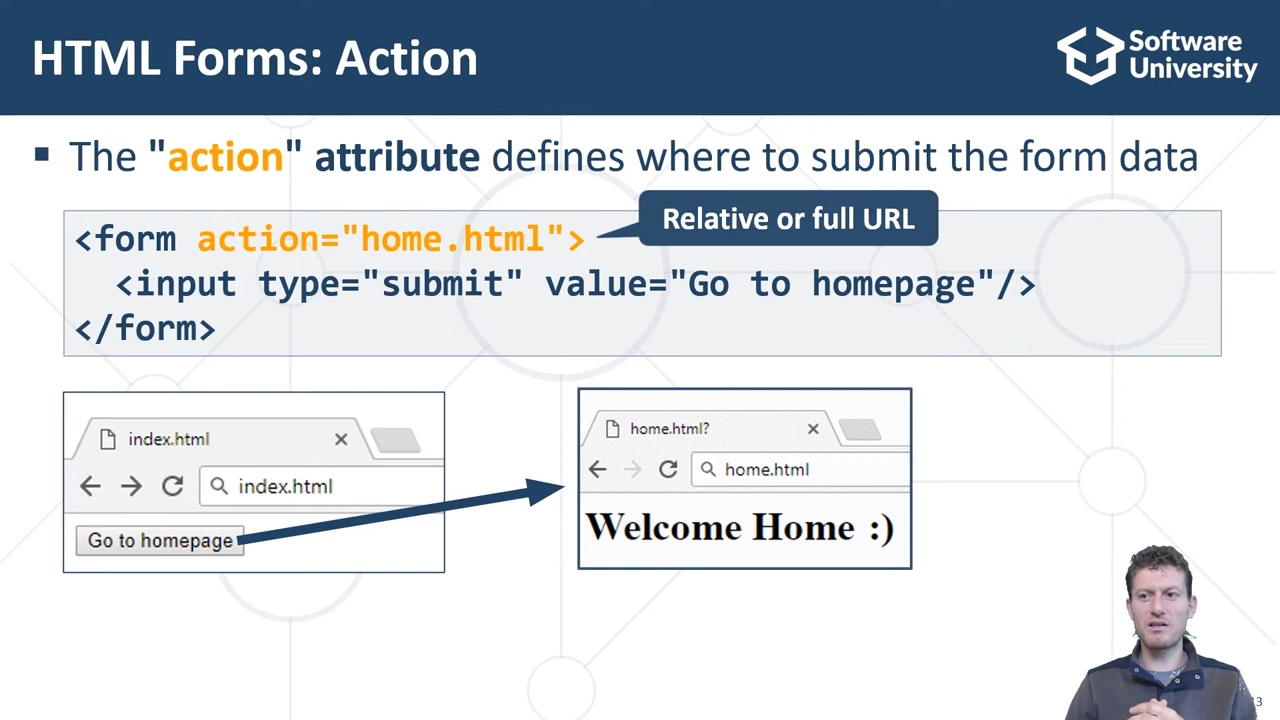 HTML Forms: Action
Software
University
▪ The "action" attribute defines where to submit the form data
<form action="home.html">
Relative or full URL
<input type="submit" value="Go to homepage"/>
</form>
index.html
index.html
Go to homepage
home.html?
home.html
Welcome Home :)